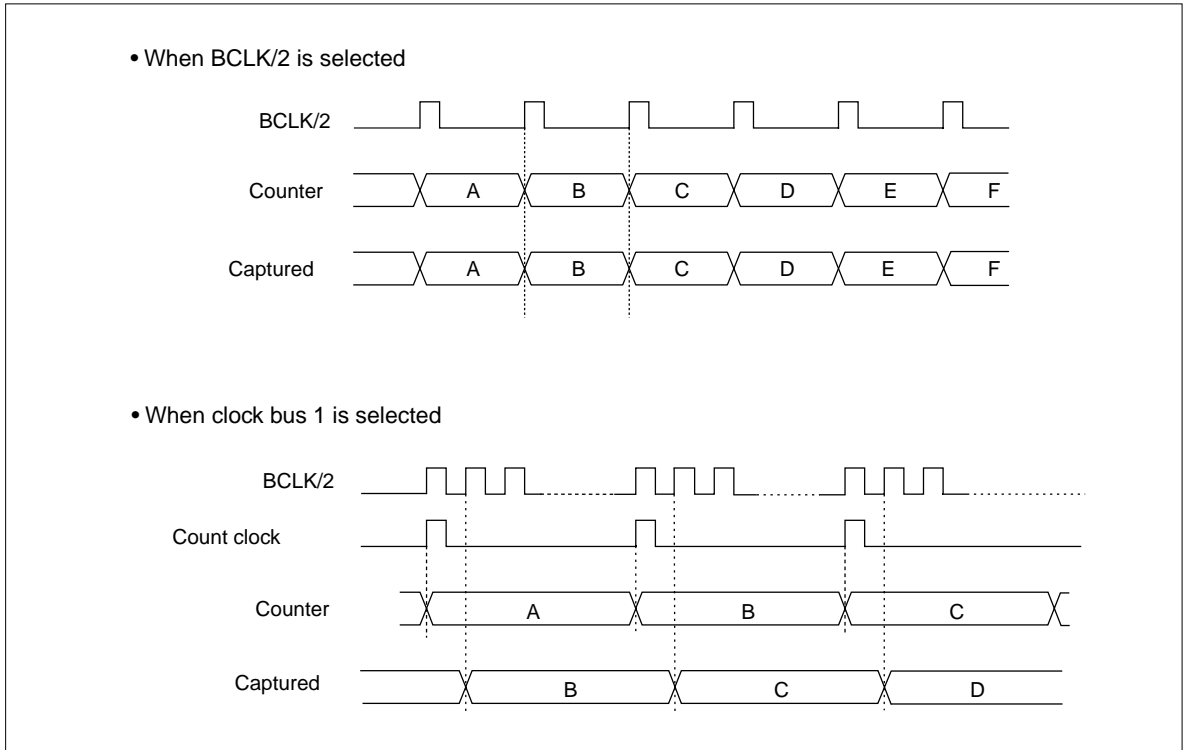 • When BCLK/2 is selected
BCLK/2
Counter A B C D E F
Captured A B C D E F
• When clock bus 1 is selected
BCLK/2
Count clock
Counter A B C
Captured B C D